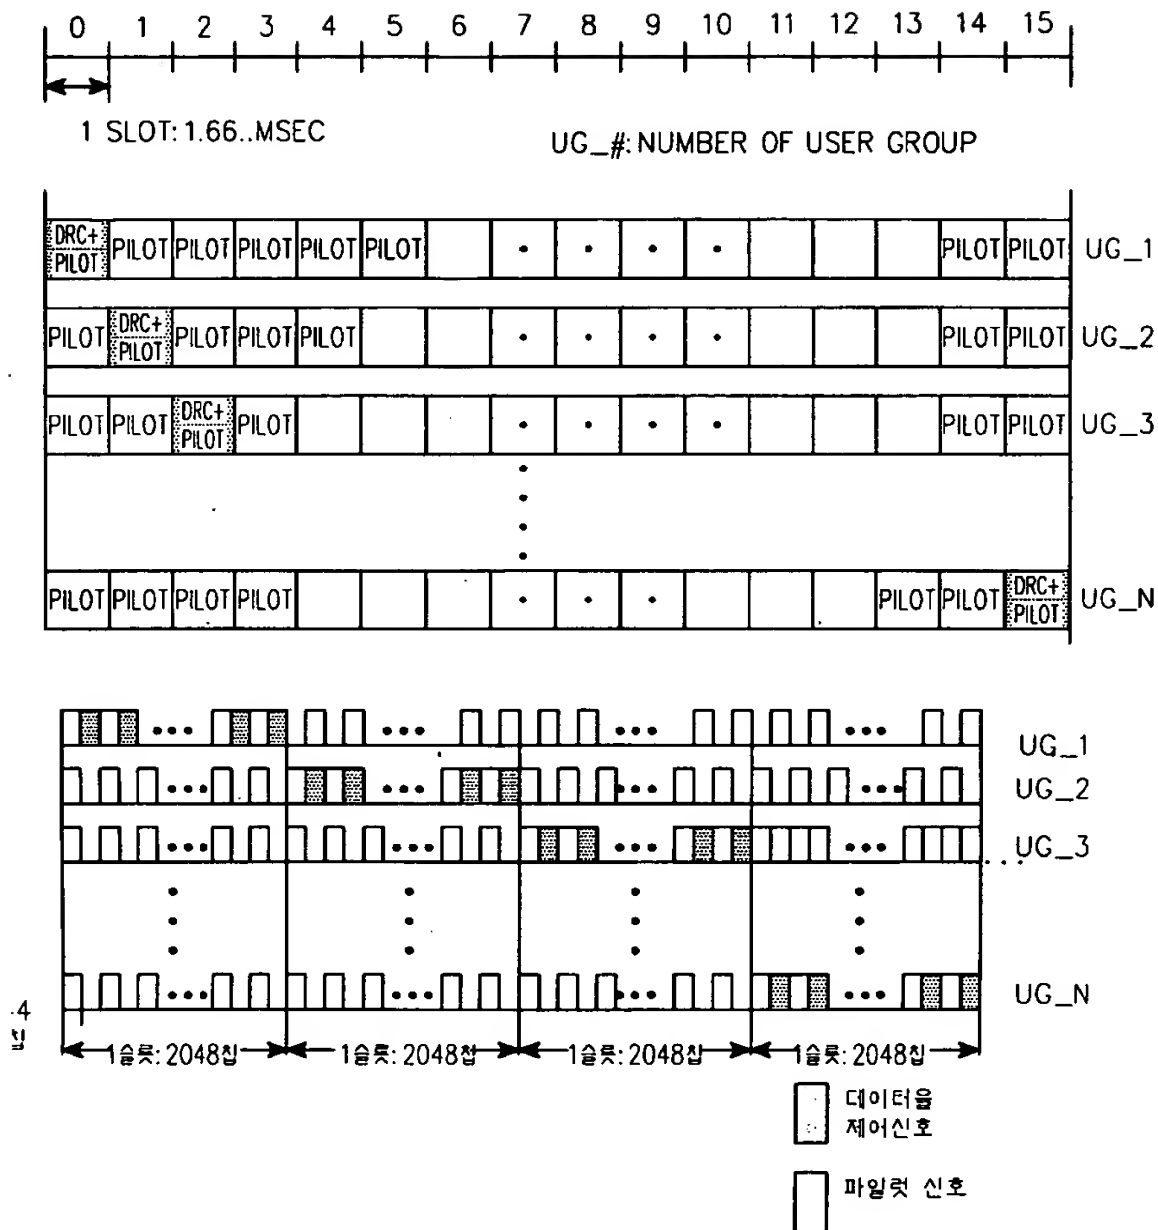 0 1 2 3 4 5 6 7 8 9 10 11 12 13 14 15
1 SLOT: 1.66..MSEC
UG_#: NUMBER OF USER GROUP
DRC+ PILOT PILOT PILOT PILOT PILOT PILOT PILOT PILOT UG_1
PILOT DRC+ PILOT PILOT PILOT PILOT PILOT PILOT UG_2
PILOT PILOT DRC+ PILOT PILOT PILOT PILOT UG_3
PILOT PILOT PILOT PILOT PILOT PILOT DRC+ PILOT UG_N
UG_1
UG_2
UG_3
UG_N
4
칩
1슬롯: 2048칩 1슬롯: 2048칩 1슬롯: 2048칩 1슬롯: 2048칩
데이터율
제어신호
파일럿 신호